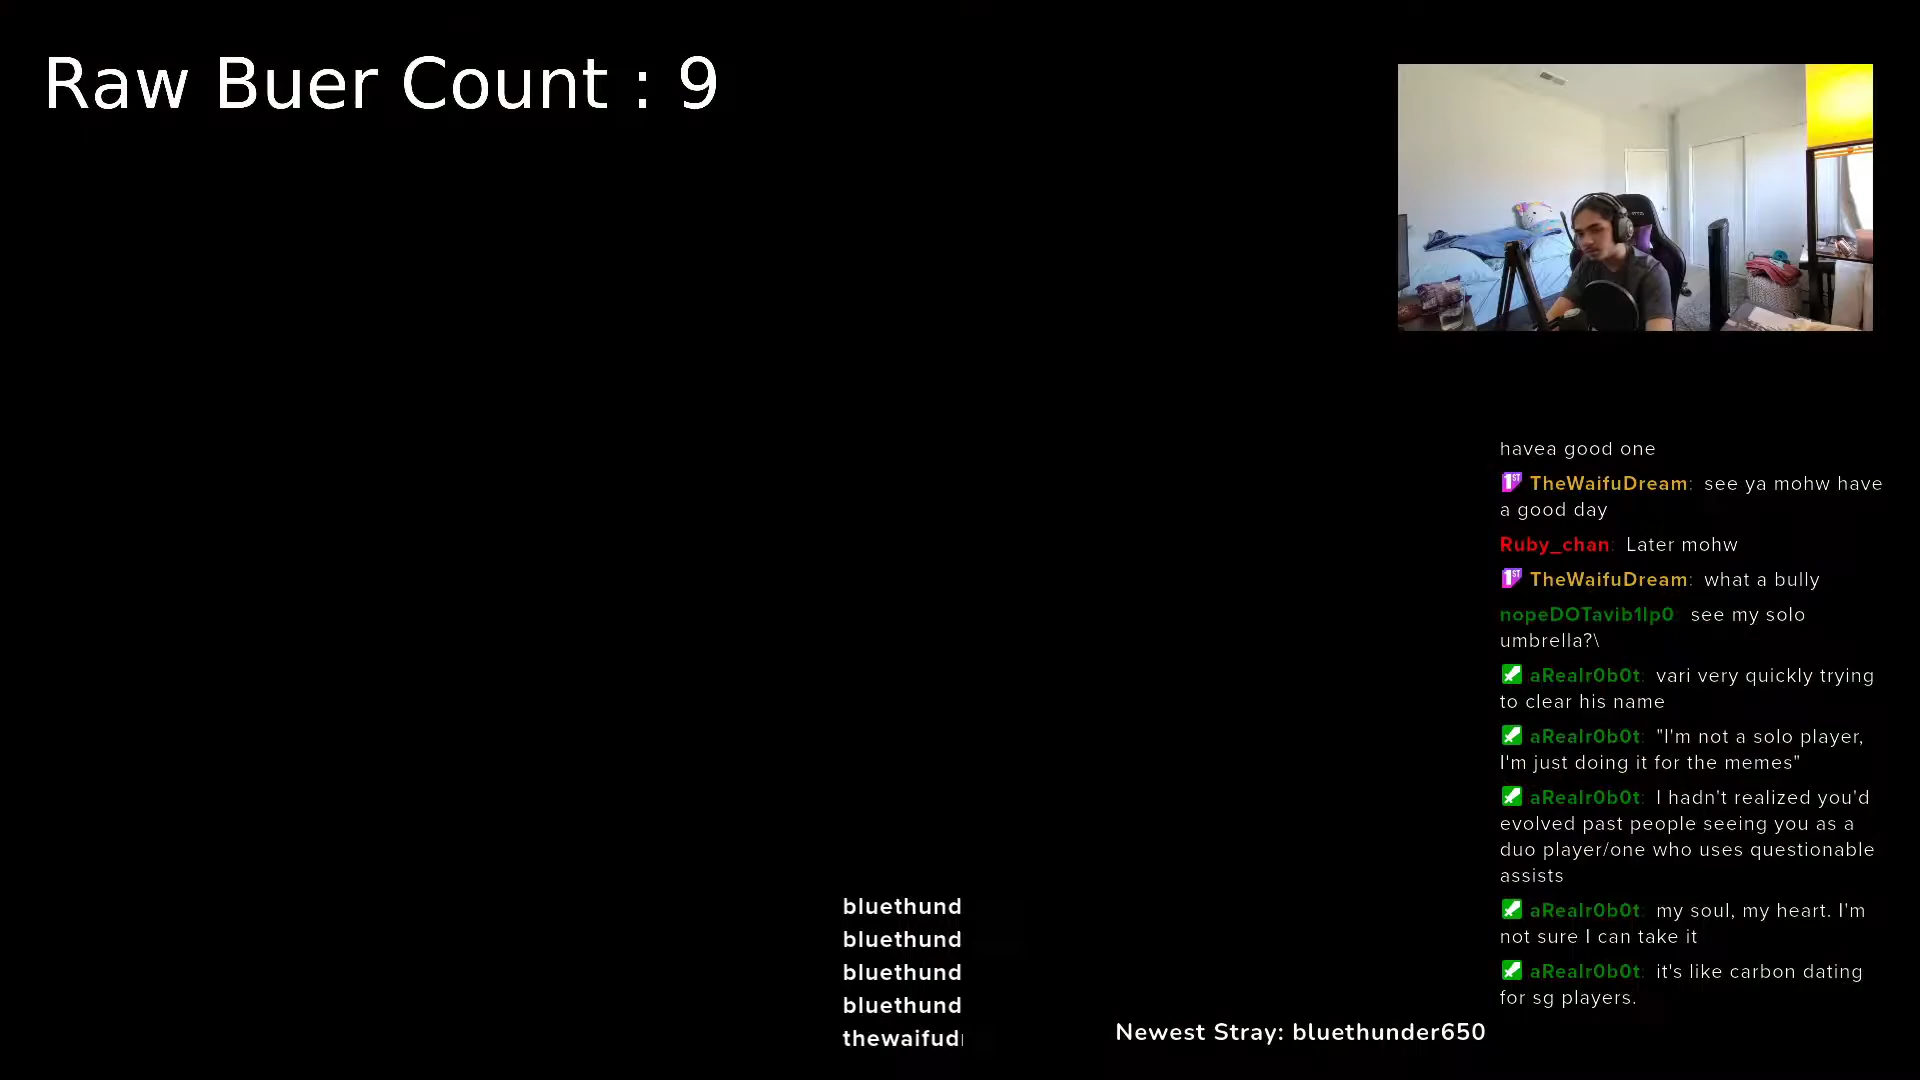 Raw Buer Count : 9
havea good one
TheWaifuDream: see ya mohw have
a good day
Ruby_chan: Later mohw
TheWaifuDream: what a bully
nopeDOTavib1lp0 see my solo
umbrella?\
aRealr0b0t: vari very quickly trying
to clear his name
aRealr0b0t: "I'm not a solo player,
I'm just doing it for the memes"
aRealr0b0t: I hadn't realized you'd
evolved past people seeing you as a
duo player/one who uses questionable
assists
aRealr0b0t: my soul, my heart. I'm
not sure I can take it
aRealr0b0t: it's like carbon dating
for sg players.
bluethund
bluethund
bluethund
bluethund
thewaifud
Newest Stray: bluethunder650